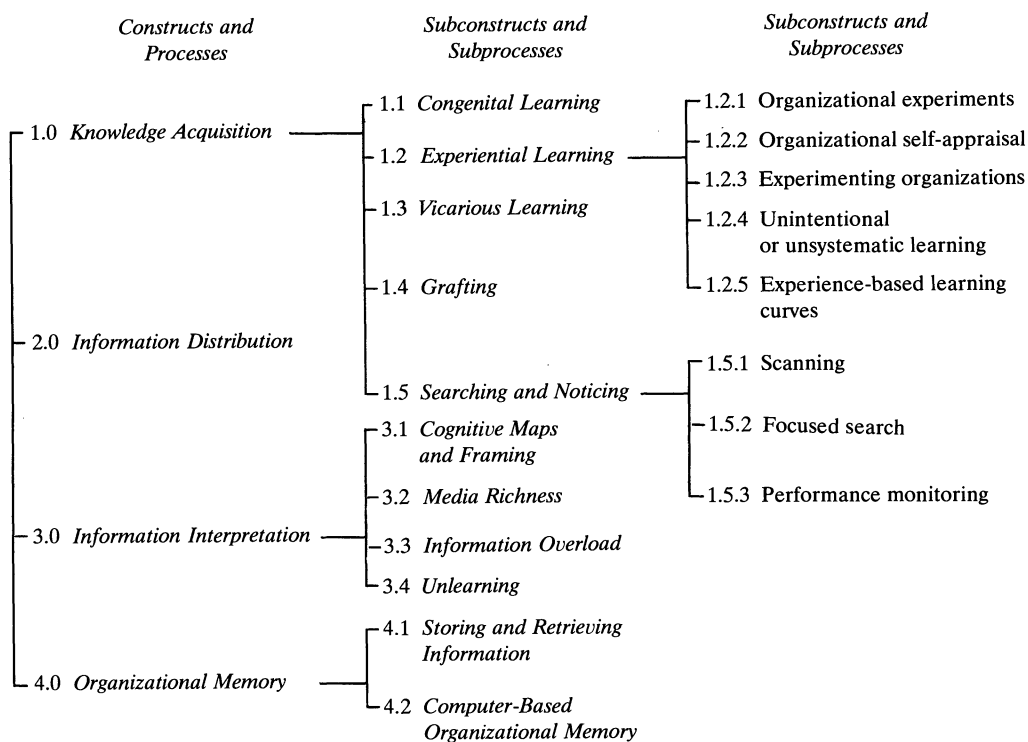 Constructs and
Processes
Subconstructs and
Subprocesses
Subconstructs and
Subprocesses
1.0 Knowledge Acquisition
1.1 Congenital Learning
1.2 Experiential Learning
1.2.1 Organizational experiments
1.2.2 Organizational self-appraisal
1.2.3 Experimenting organizations
1.2.4 Unintentional
or unsystematic learning
1.2.5 Experience-based learning
curves
1.3 Vicarious Learning
1.4 Grafting
1.5 Searching and Noticing
1.5.1 Scanning
1.5.2 Focused search
1.5.3 Performance monitoring
2.0 Information Distribution
3.0 Information Interpretation
3.1 Cognitive Maps
and Framing
3.2 Media Richness
3.3 Information Overload
3.4 Unlearning
4.0 Organizational Memory
4.1 Storing and Retrieving
Information
4.2 Computer-Based
Organizational Memory